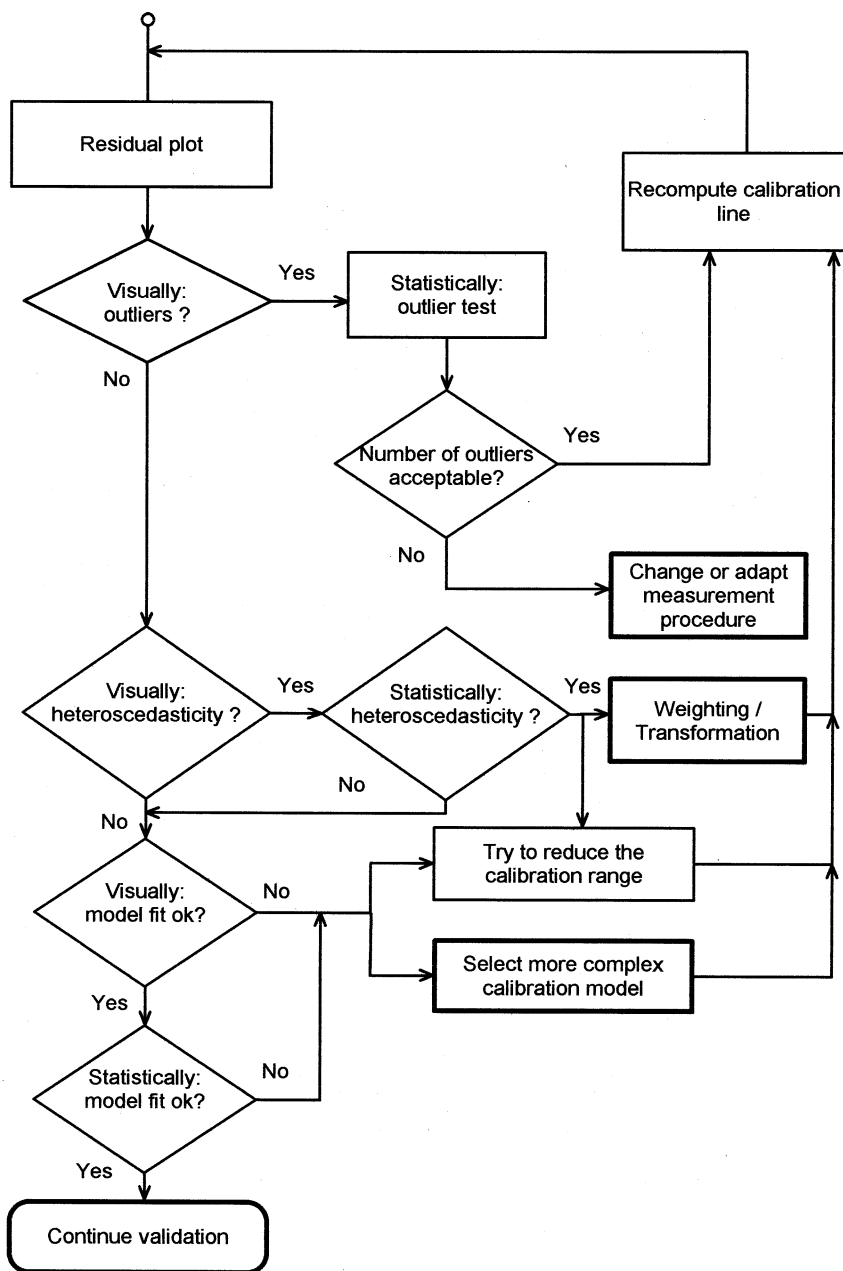 Residual plot
Recompute calibration
line
Visually:
outliers ?
Yes
Statistically:
outlier test
No
Number of outliers
acceptable?
Yes
No
Change or adapt
measurement
procedure
Visually:
heteroscedasticity ?
Yes
Statistically:
heteroscedasticity ?
Yes
Weighting /
Transformation
No
No
Visually:
model fit ok?
No
Try to reduce the
calibration range
Select more complex
calibration model
Yes
Statistically:
model fit ok?
No
Yes
Continue validation